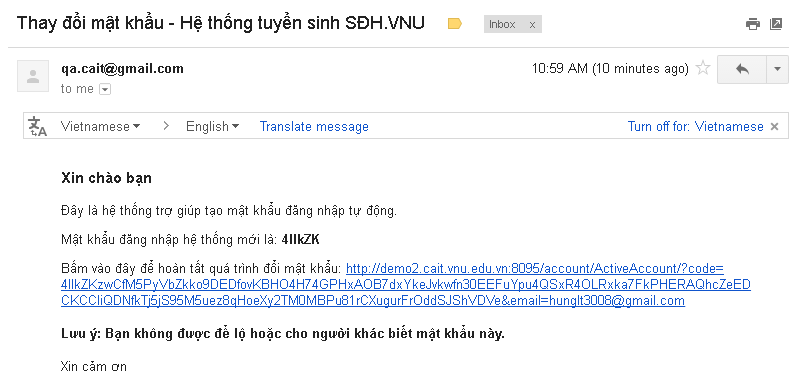 Thay đổi mật khẩu - Hệ thống tuyển sinh SĐH.VNU Inbox x
qa.cait@gmail.com 10:59 AM (10 minutes ago)
to me
Vietnamese > English Translate message Turn off for: Vietnamese ×
Xin chào bạn
Đây là hệ thống trợ giúp tạo mật khẩu đăng nhập tự động.
Mật khẩu đăng nhập hệ thống mới là: 4IIkZK
Bấm vào đây để hoàn tất quá trình đổi mật khẩu: http://demo2.cait.vnu.edu.vn:8095/account/ActiveAccount/?code=
4IIkZKzwCfM5PyVbZkko9DEDfovKBHO4H74GPHxAOB7dxYkeJvkwfn30EEFuYpu4QSxR4OLRxka7FkPHERAQhcZeED
CKCCIiQDNfkTj5jS95M5uez8qHoeXy2TM0MBPu81rCXugurFrOddSJShVDVe&email=hunglt3008@gmail.com
Lưu ý: Bạn không được để lộ hoặc cho người khác biết mật khẩu này.
Xin cảm ơn